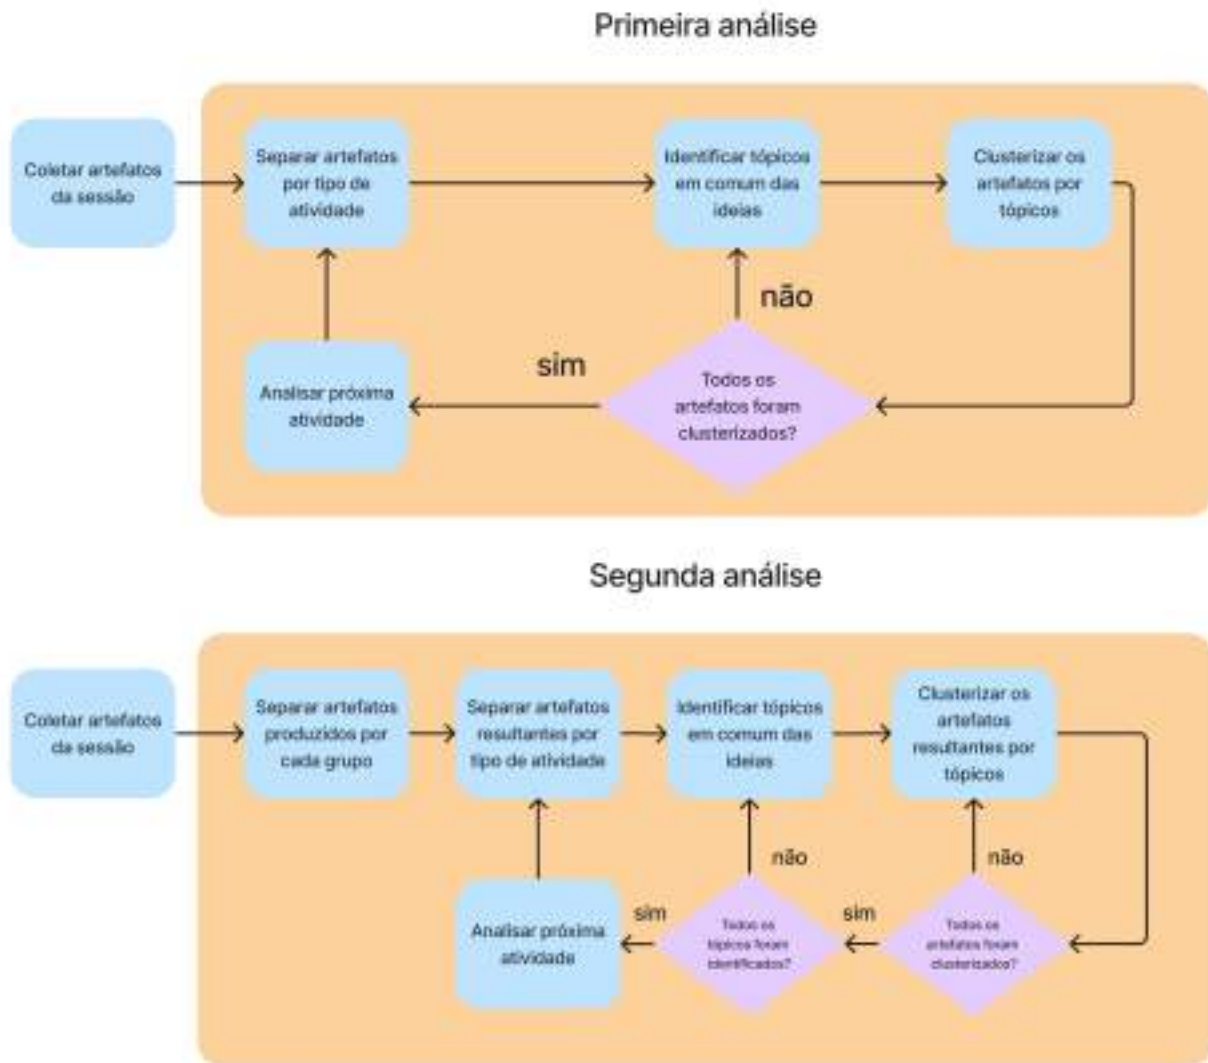 Primeira análise
Coletar artefatos
da sessão
Separar artefatos
por tipo de
atividade
Identificar tópicos
em comum das
ideias
Clusterizar os
artefatos por
tópicos
não
sim
Todos os
artefatos foram
clusterizados?
Analisar próxima
atividade
Segunda análise
Coletar artefatos
da sessão
Separar artefatos
produzidos por
cada grupo
Separar artefatos
resultantes por
tipo de atividade
Identificar tópicos
em comum das
ideias
Clusterizar os
artefatos
resultantes por
tópicos
não
não
sim
sim
Analisar próxima
atividade
Todos os
tópicos foram
identificados?
Todos os
artefatos foram
clusterizados?